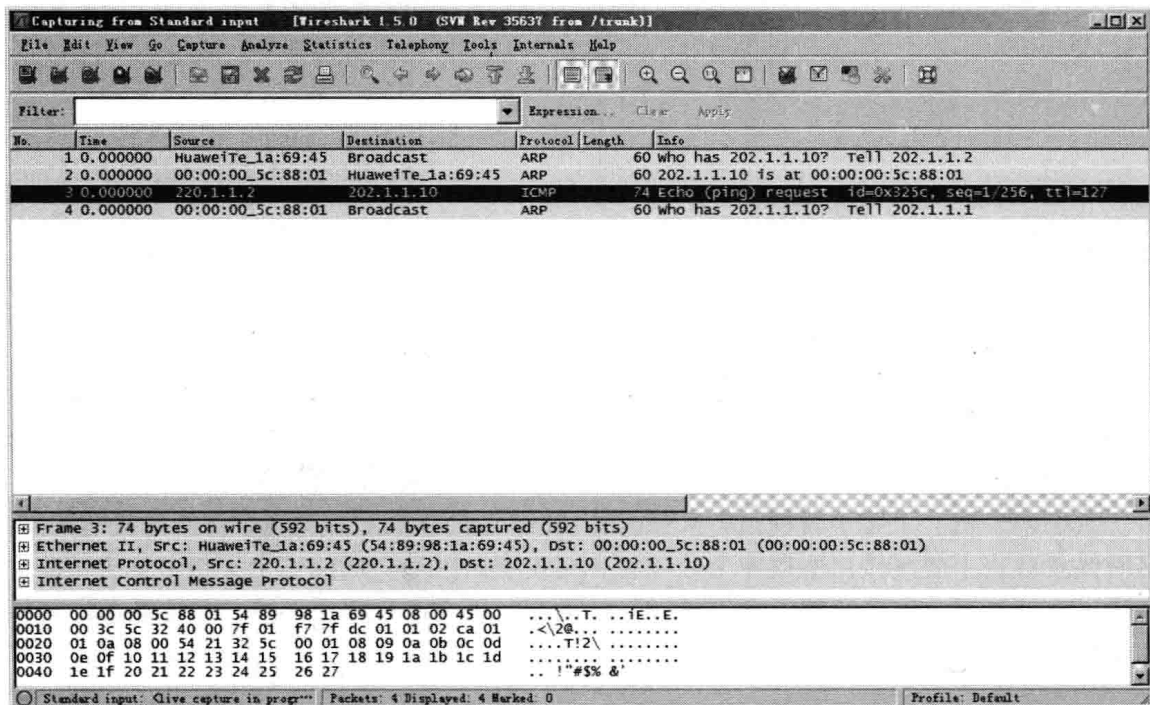 Capturing from Standard input [Wireshark 1.5.0 (SVN Rev 35637 from /trunk)]
File Edit View Go Capture Analyze Statistics Telephony Tools Internals Help
Filter: Expression... Clear Apply
No. Time Source Destination Protocol Length Info
1 0.000000 HuaweiTe_1a:69:45 Broadcast ARP 60 who has 202.1.1.10? Tell 202.1.1.2
2 0.000000 00:00:00_5c:88:01 HuaweiTe_1a:69:45 ARP 60 202.1.1.10 is at 00:00:00:5c:88:01
3 0.000000 220.1.1.2 202.1.1.10 ICMP 74 Echo (ping) request id=0x325c, seq=1/256, ttl=127
4 0.000000 00:00:00_5c:88:01 Broadcast ARP 60 who has 202.1.1.10? Tell 202.1.1.1
Frame 3: 74 bytes on wire (592 bits), 74 bytes captured (592 bits)
Ethernet II, Src: HuaweiTe_1a:69:45 (54:89:98:1a:69:45), Dst: 00:00:00_5c:88:01 (00:00:00:5c:88:01)
Internet Protocol, Src: 220.1.1.2 (220.1.1.2), Dst: 202.1.1.10 (202.1.1.10)
Internet Control Message Protocol
0000 00 00 00 5c 88 01 54 89 98 1a 69 45 08 00 45 00 ...\..T. ..iE..E.
0010 00 3c 5c 32 40 00 7f 01 f7 7f dc 01 01 02 ca 01 .<\2@... ........
0020 01 0a 08 00 54 21 32 5c 00 01 08 09 0a 0b 0c 0d ....T!2\ ........
0030 0e 0f 10 11 12 13 14 15 16 17 18 19 1a 1b 1c 1d ........ ........
0040 1e 1f 20 21 22 23 24 25 26 27 .. !"#$% &'
Standard input: <live capture in progr··· Packets: 4 Displayed: 4 Marked: 0 Profile: Default